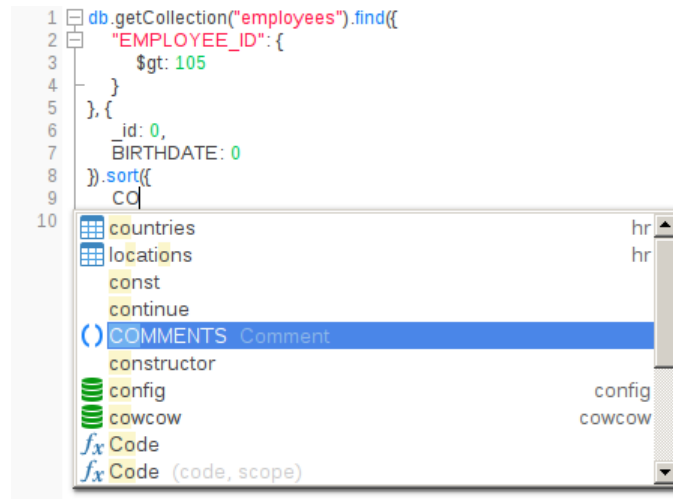 1 db.getCollection("employees").find({
2 "EMPLOYEE_ID": {
3 $gt: 105
4 }
5 }, {
6 _id: 0,
7 BIRTHDATE: 0
8 }).sort({
9 CO
10
countries hr
locations hr
const
continue
() COMMENTS Comment
constructor
config config
cowcow cowcow
fx Code
fx Code (code, scope)